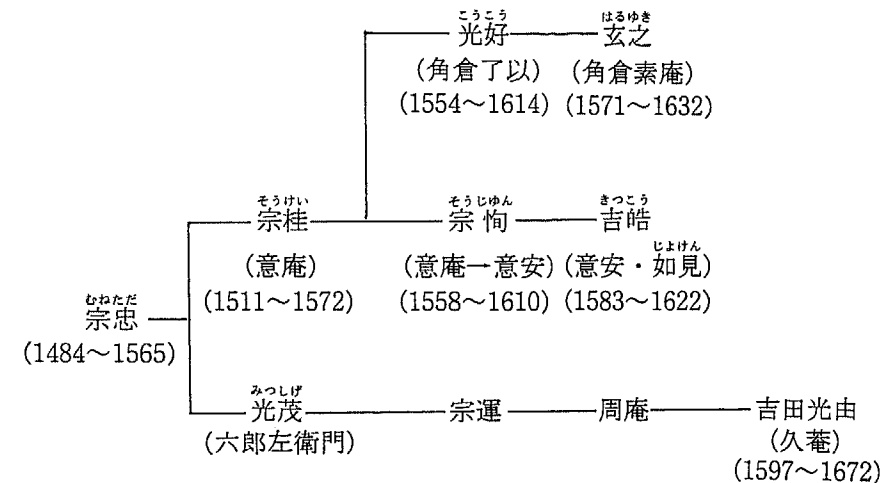 こうこう はるゆき
光好 玄之
(角倉了以) (角倉素庵)
(1554～1614) (1571～1632)
そうけい そうじゆん きつこう
宗桂 宗恂 吉皓
じよけん
(意庵) (意庵→意安) (意安・如見)
(1511～1572) (1558～1610) (1583～1622)
むねただ
宗忠
(1484～1565)
みつしげ
光茂 宗運 周庵 吉田光由
(六郎左衛門) (久菴)
(1597～1672)